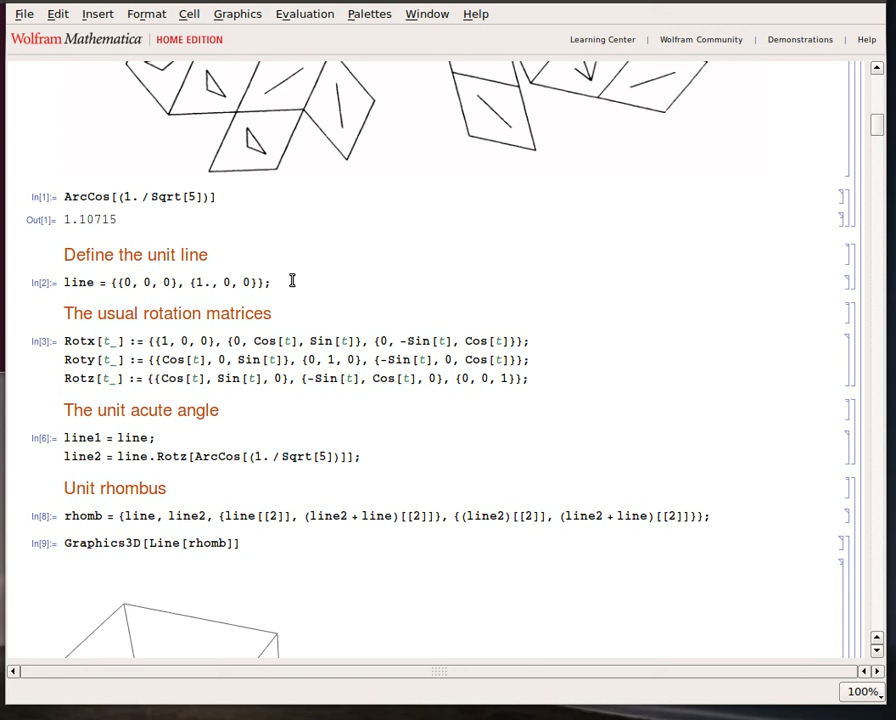 File Edit Insert Format Cell Graphics Evaluation Palettes Window Help
Wolfram Mathematica | HOME EDITION Learning Center | Wolfram Community | Demonstrations | Help
In[1]:= ArcCos[(1. / Sqrt[5])]
Out[1]= 1.10715
Define the unit line
In[2]:= line = {{0, 0, 0}, {1., 0, 0}};
The usual rotation matrices
In[3]:= Rotx[t_] := {{1, 0, 0}, {0, Cos[t], Sin[t]}, {0, -Sin[t], Cos[t]}};
Roty[t_] := {{Cos[t], 0, Sin[t]}, {0, 1, 0}, {-Sin[t], 0, Cos[t]}};
Rotz[t_] := {{Cos[t], Sin[t], 0}, {-Sin[t], Cos[t], 0}, {0, 0, 1}};
The unit acute angle
In[6]:= line1 = line;
line2 = line.Rotz[ArcCos[(1. / Sqrt[5])]];
Unit rhombus
In[8]:= rhomb = {line, line2, {line[[2]], (line2 + line)[[2]]}, {(line2)[[2]], (line2 + line)[[2]]}};
In[9]:= Graphics3D[Line[rhomb]]
100%